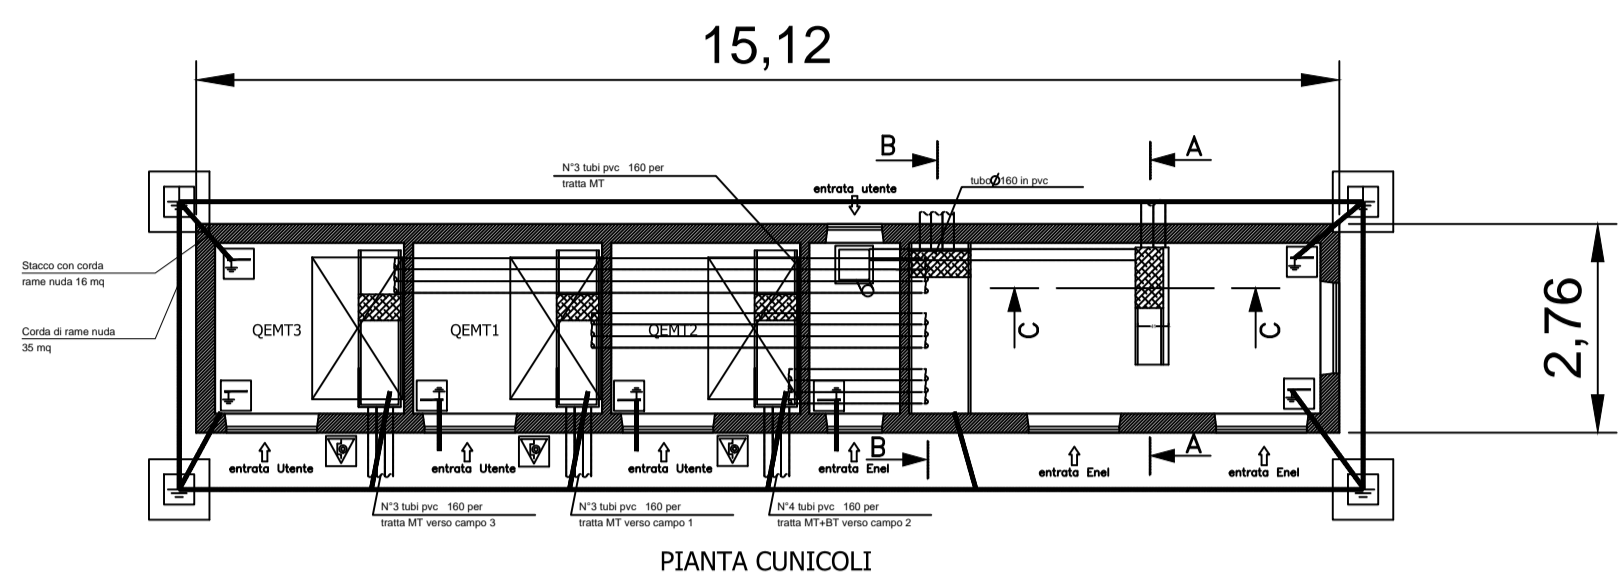 15,12
B
A
N°3 tubi pvc 160 per
tratta MT
entrata utente
tuboØ160 in pvc
Stacco con corda
rame nuda 16 mq
Corda di rame nuda
35 mq
QEMT3
QEMT1
QEMT2
C
C
2,76
B
A
entrata Utente
entrata Utente
entrata Utente
entrata Enel
entrata Enel
entrata Enel
N°3 tubi pvc 160 per
tratta MT verso campo 3
N°3 tubi pvc 160 per
tratta MT verso campo 1
N°4 tubi pvc 160 per
tratta MT+BT verso campo 2
PIANTA CUNICOLI